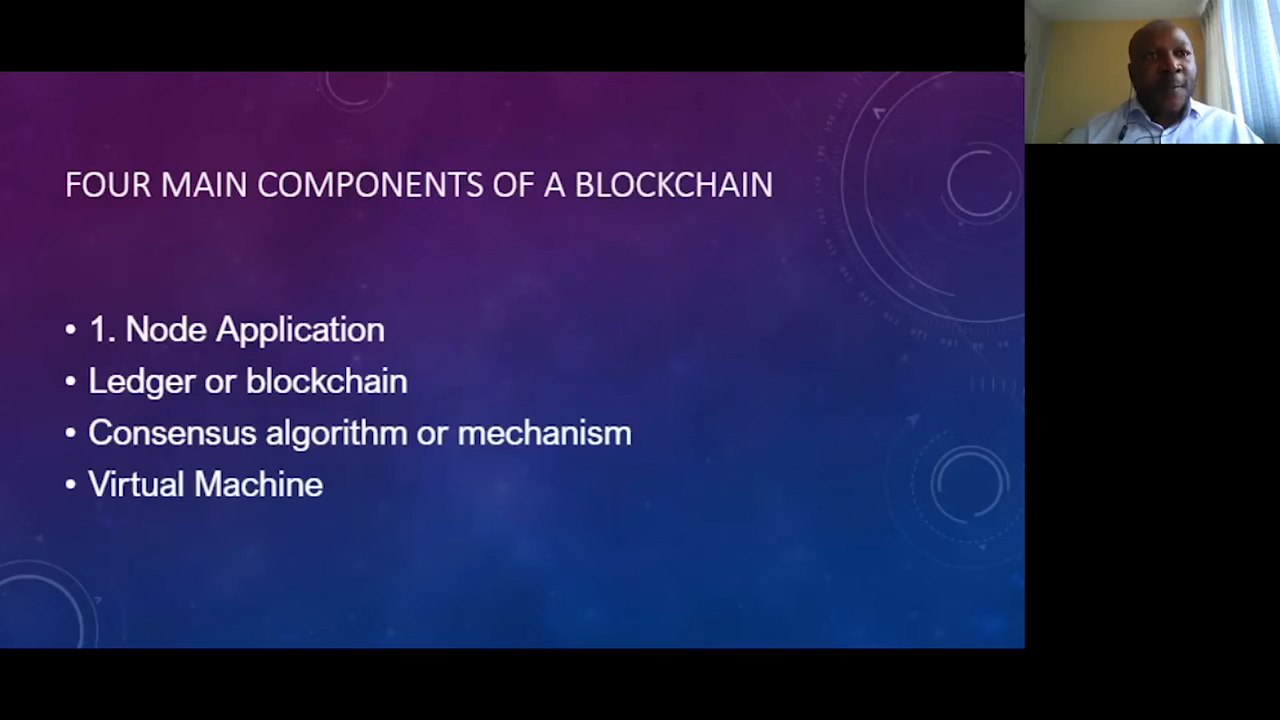 FOUR MAIN COMPONENTS OF A BLOCKCHAIN
• 1. Node Application
• Ledger or blockchain
• Consensus algorithm or mechanism
• Virtual Machine